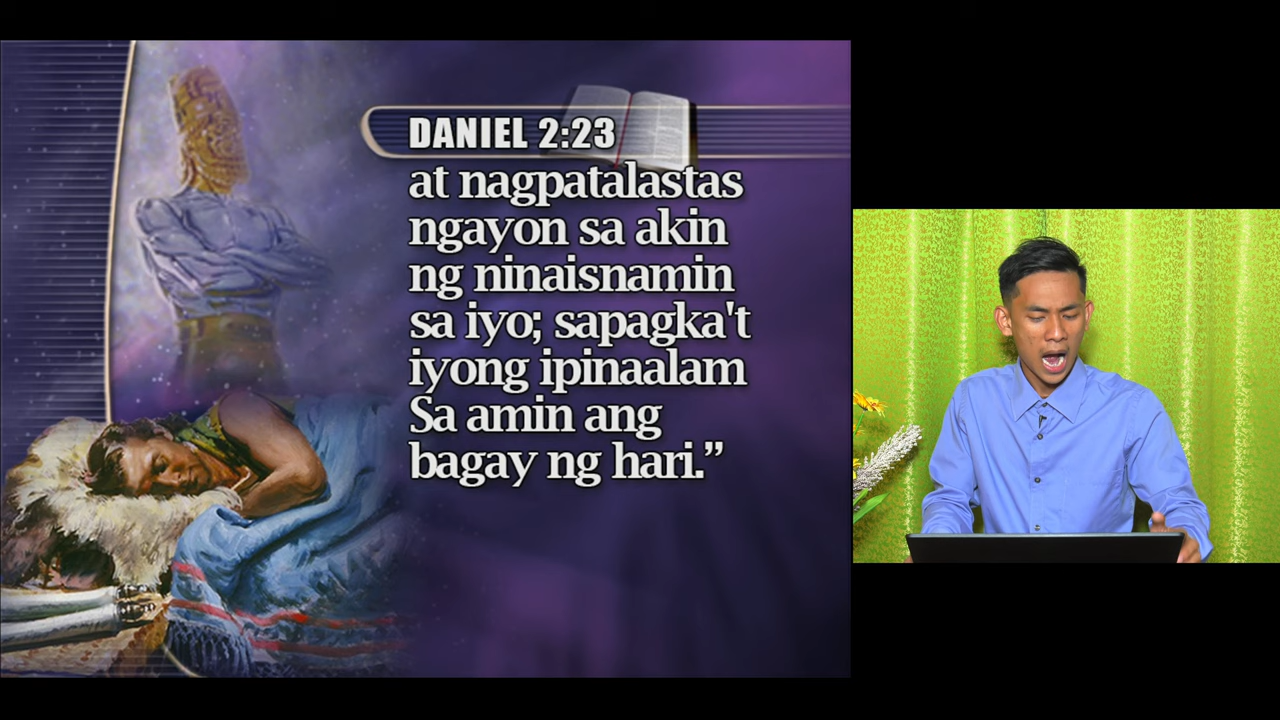 DANIEL 2:23
at nagpatalastas
ngayon sa akin
ng ninaisnamin
sa iyo; sapagka't
iyong ipinaalam
Sa amin ang
bagay ng hari.”